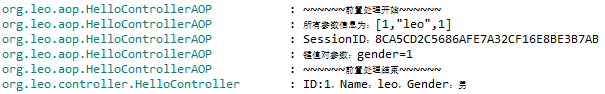 org.leo.aop.HelloControllerAOP : ~~~~~~前置处理开始~~~~~~
org.leo.aop.HelloControllerAOP : 所有参数信息为：[1,"leo",1]
org.leo.aop.HelloControllerAOP : SessionID：8CA5CD2C5686AFE7A32CF16E8BE3B7AB
org.leo.aop.HelloControllerAOP : 键值对参数：gender=1
org.leo.aop.HelloControllerAOP : ~~~~~~前置处理结束~~~~~~
org.leo.controller.HelloController : ID:1，Name：leo，Gender：男